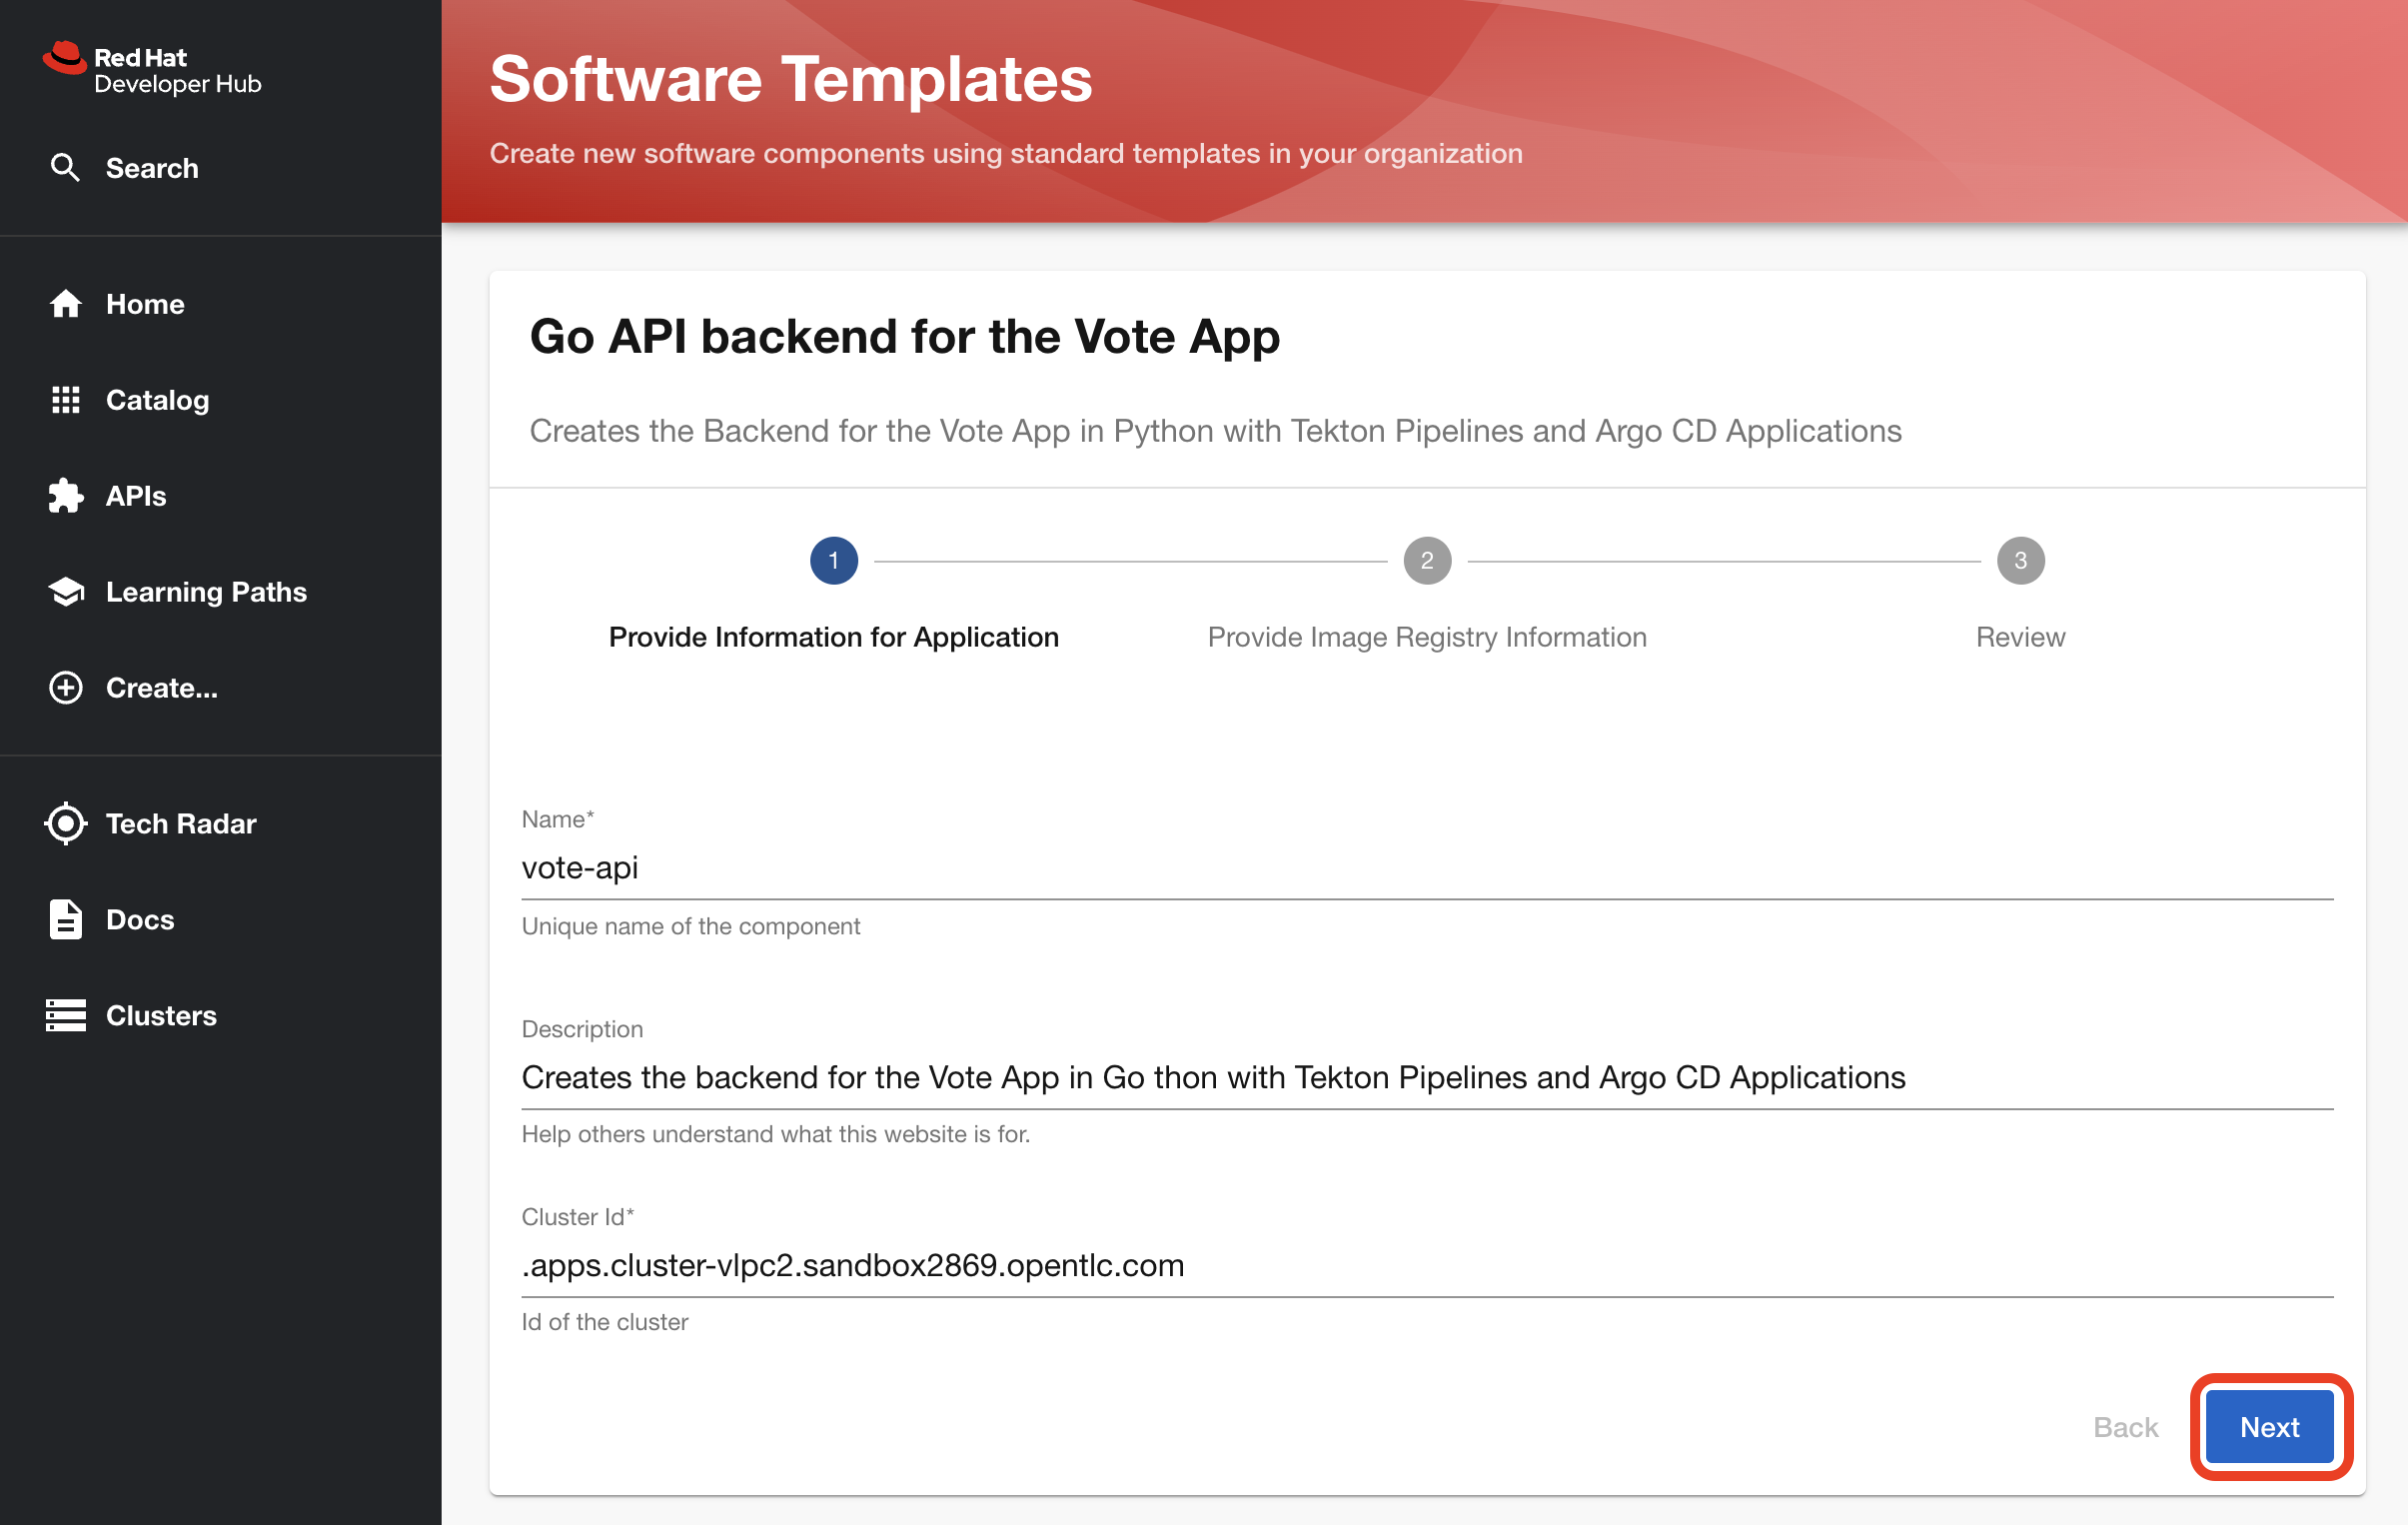 Red Hat
Developer Hub
Search
Home
Catalog
APIs
Learning Paths
Create...
Tech Radar
Docs
Clusters
Software Templates
Create new software components using standard templates in your organization
Go API backend for the Vote App
Creates the Backend for the Vote App in Python with Tekton Pipelines and Argo CD Applications
1
2
3
Provide Information for Application
Provide Image Registry Information
Review
Name*
vote-api
Unique name of the component
Description
Creates the backend for the Vote App in Go thon with Tekton Pipelines and Argo CD Applications
Help others understand what this website is for.
Cluster Id*
.apps.cluster-vlpc2.sandbox2869.opentlc.com
Id of the cluster
Back
Next